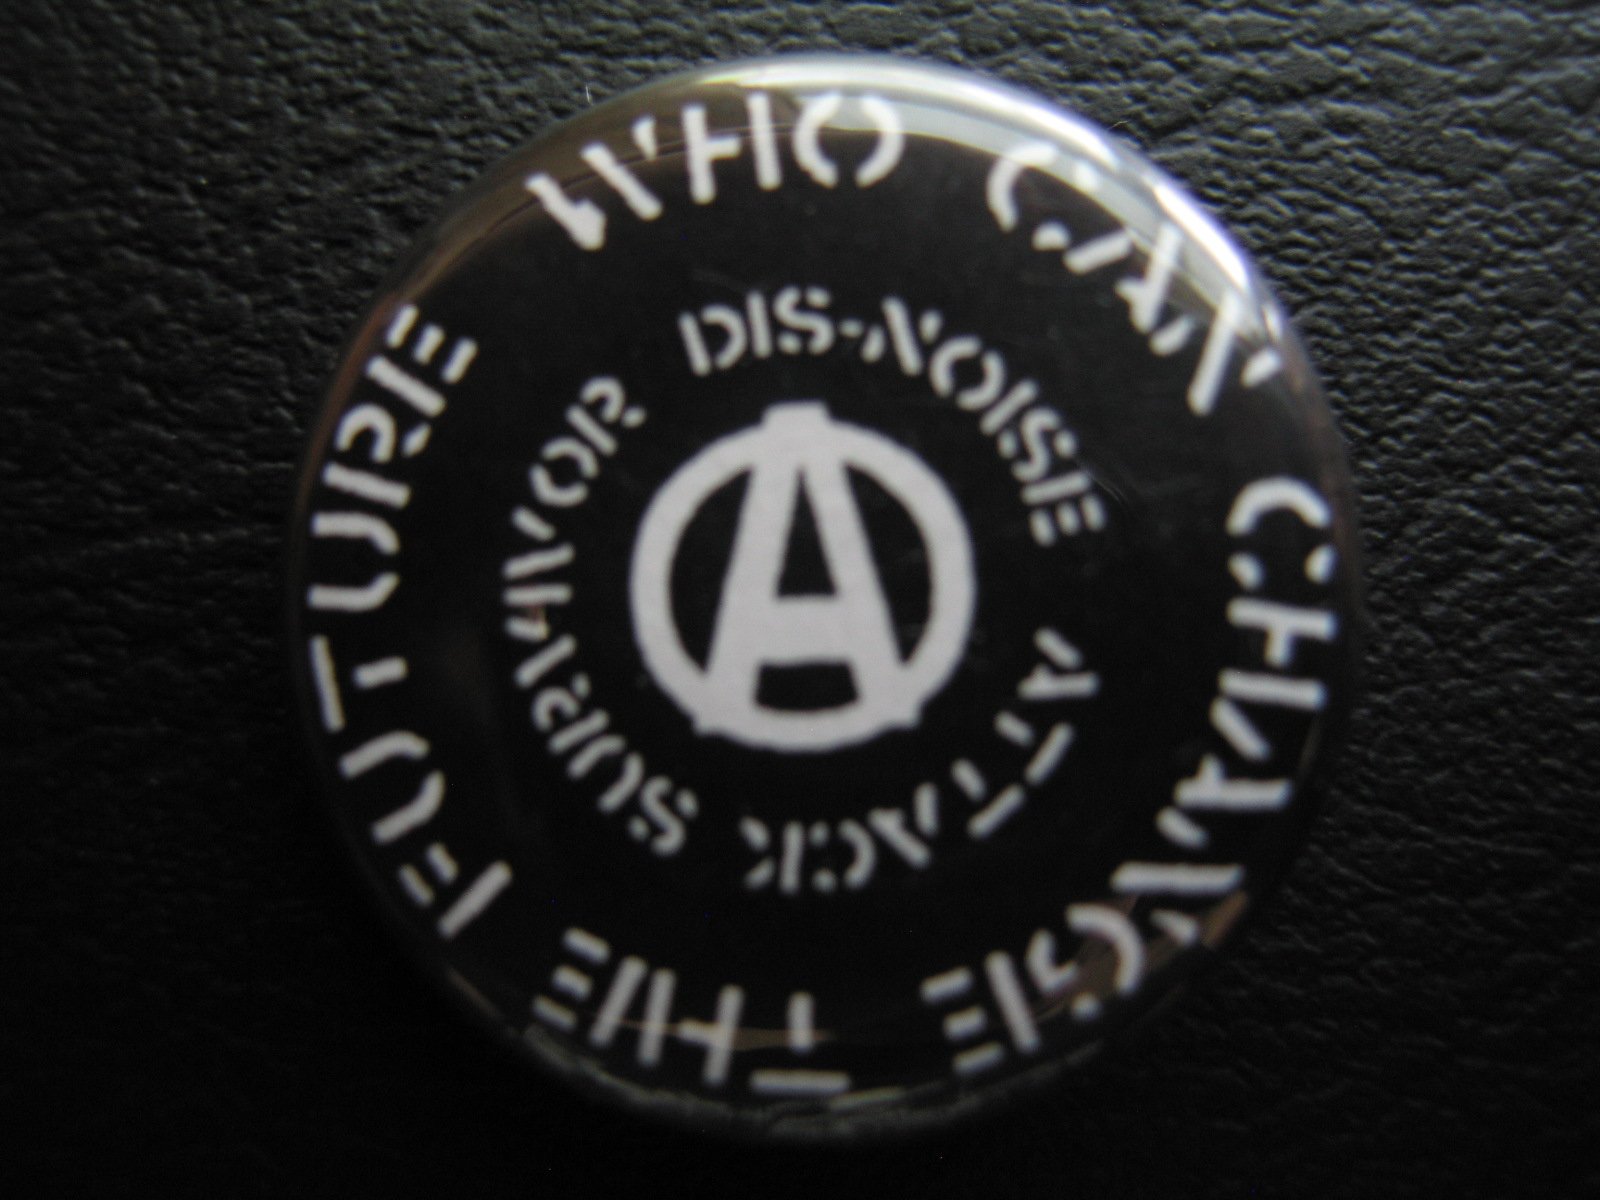 WHO CAN CHANGE THE FUTURE
DIS-NOISE ATTACK SURVIVOR
A